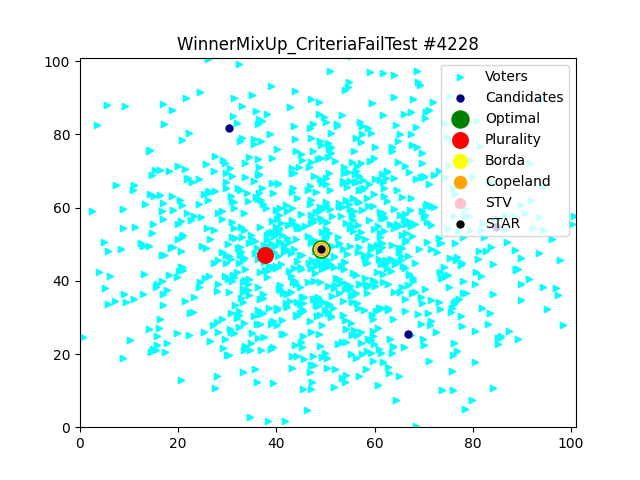 WinnerMixUp_CriteriaFailTest #4228
100
80
60
40
20
0
0
20
40
60
80
100
Voters
Candidates
Optimal
Plurality
Borda
Copeland
STV
STAR